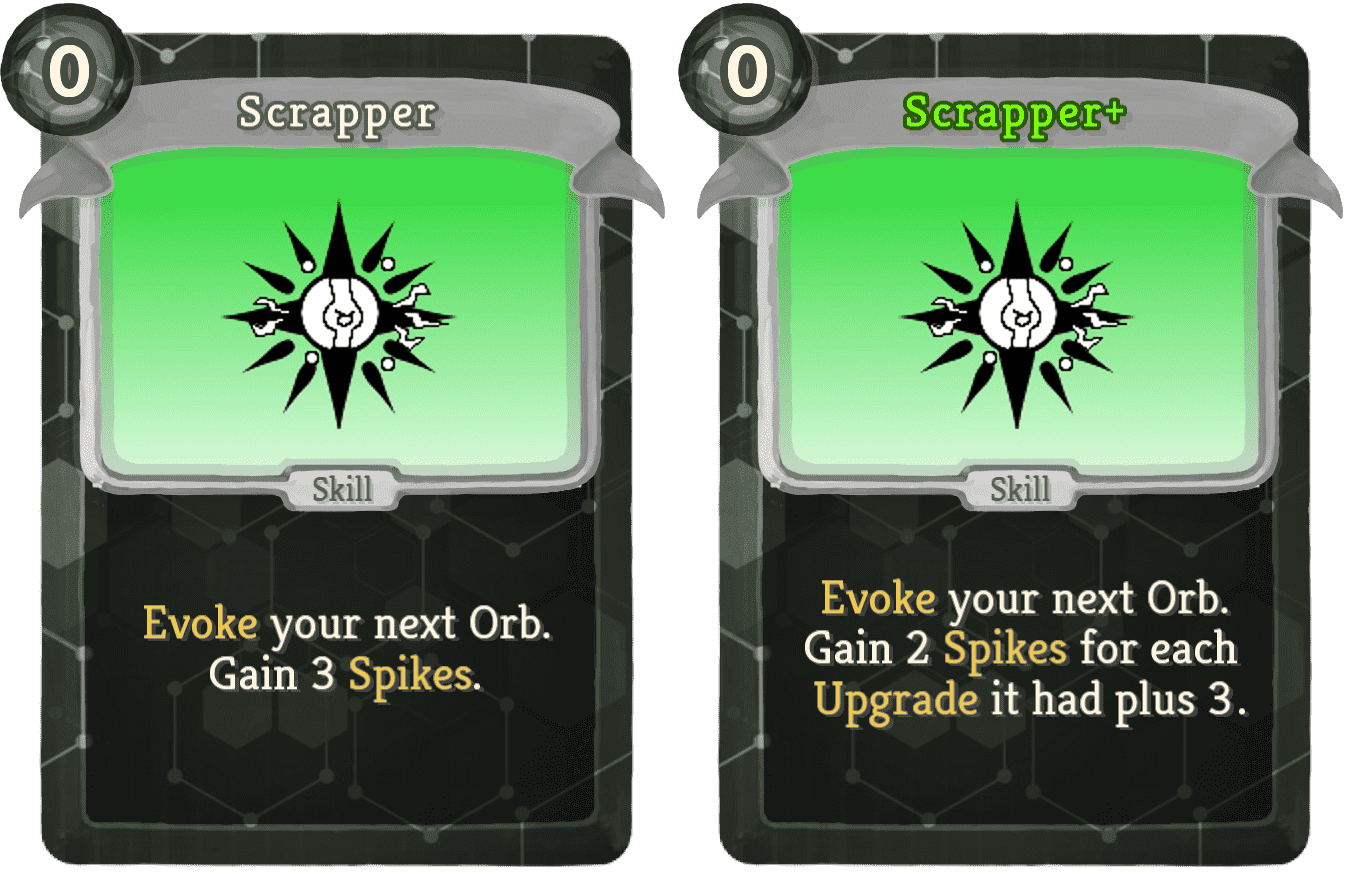 0
Scrapper
Skill
Evoke your next Orb.
Gain 3 Spikes.
0
Scrapper+
Skill
Evoke your next Orb.
Gain 2 Spikes for each
Upgrade it had plus 3.